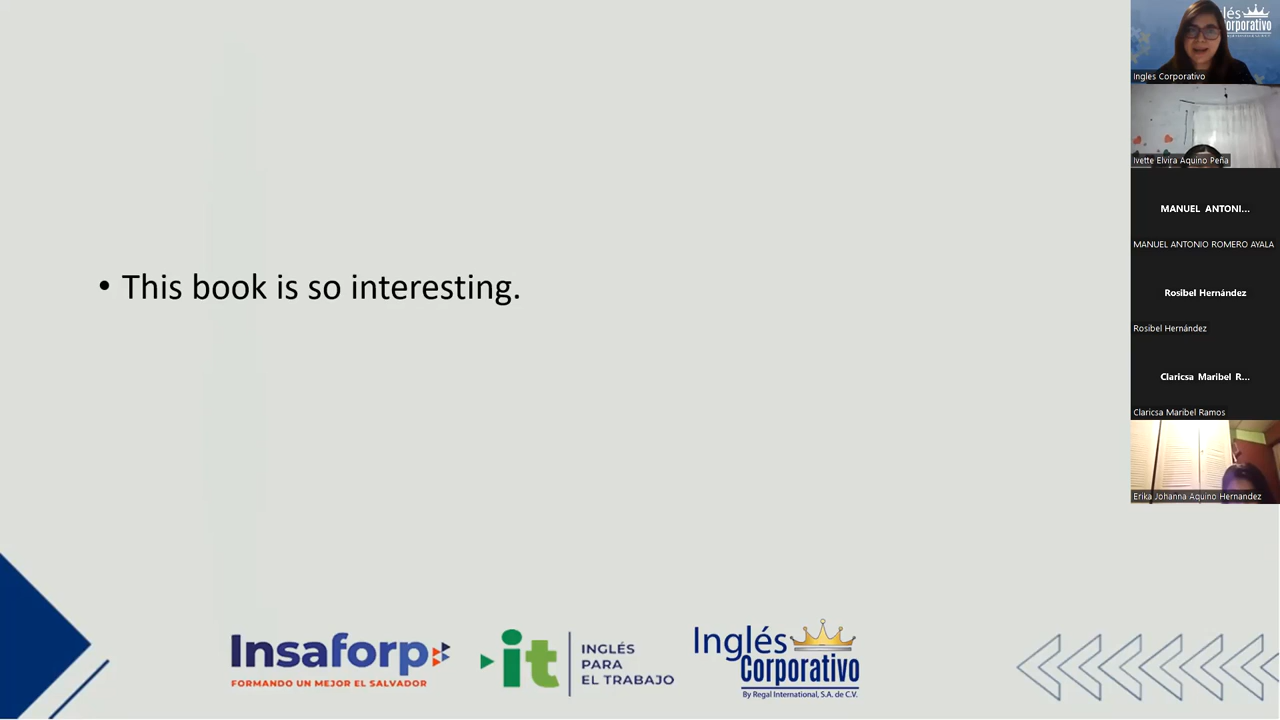 • This book is so interesting.
Insaforp
FORMANDO UN MEJOR EL SALVADOR
it
INGLÉS
PARA
EL TRABAJO
Inglés
Corporativo
By Regal International, S.A. de C.V.
lés
orporativo
Ingles Corporativo
Ivette Elvira Aquino Peña
MANUEL ANTONI...
MANUEL ANTONIO ROMERO AYALA
Rosibel Hernández
Rosibel Hernández
Claricsa Maribel R...
Claricsa Maribel Ramos
Erika Johanna Aquino Hernandez